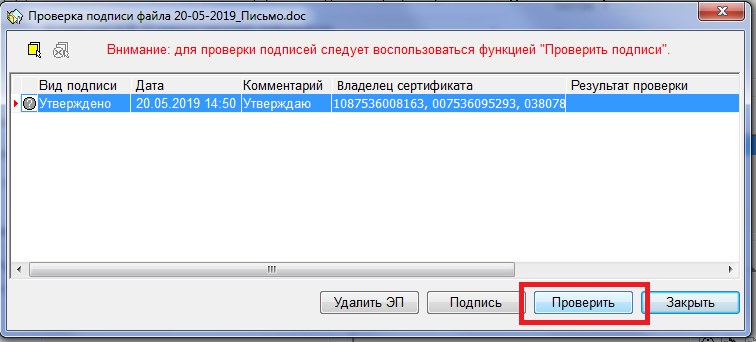 Проверка подписи файла 20-05-2019_Письмо.doc
Внимание: для проверки подписей следует воспользоваться функцией "Проверить подписи".
Вид подписи Дата Комментарий Владелец сертификата Результат проверки
Утверждено 20.05.2019 14:50 Утверждаю 1087536008163, 007536095293, 038078
Удалить ЭП Подпись Проверить Закрыть